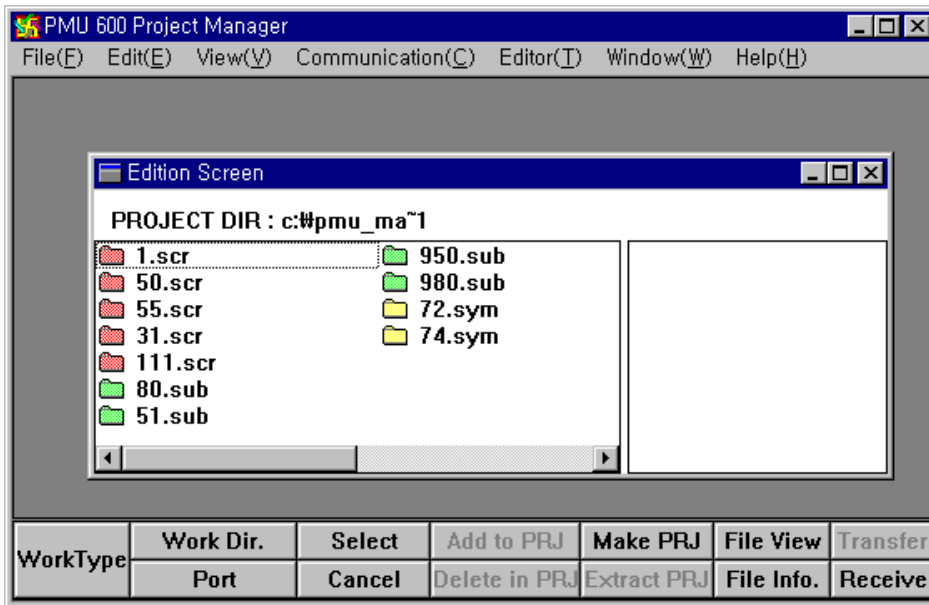 PMU 600 Project Manager
File(F) Edit(E) View(V) Communication(C) Editor(T) Window(W) Help(H)
Edition Screen
PROJECT DIR : c:₩pmu_ma~1
1.scr 950.sub
50.scr 980.sub
55.scr 72.sym
31.scr 74.sym
111.scr
80.sub
51.sub
WorkType Work Dir. Select Add to PRJ Make PRJ File View Transfer
Port Cancel Delete in PRJ Extract PRJ File Info. Receive